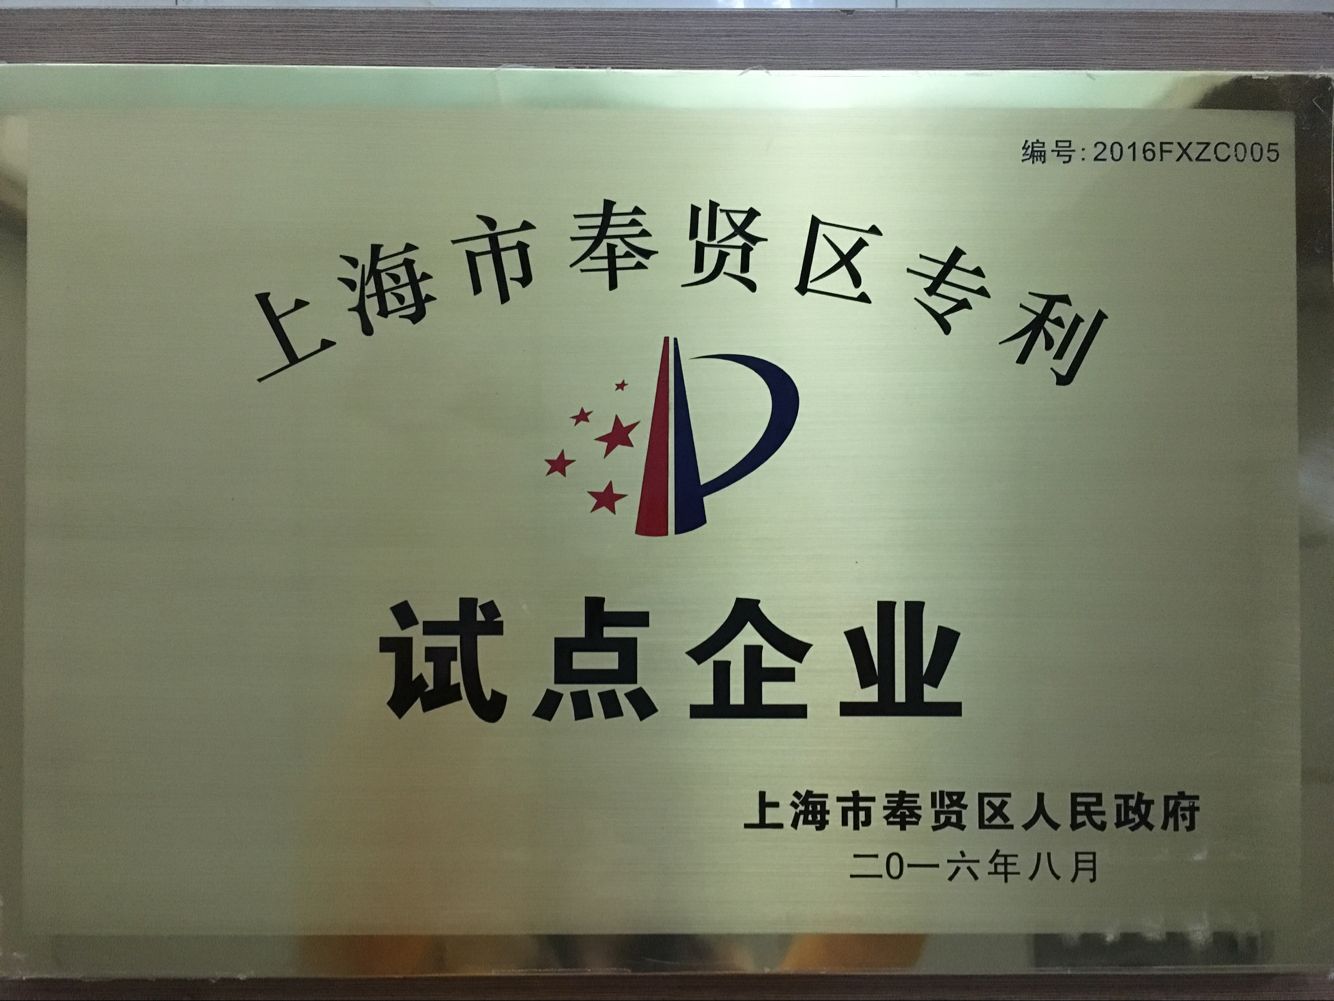 编号:2016FXZC005
上海市奉贤区专利
试点企业
上海市奉贤区人民政府
二0一六年八月